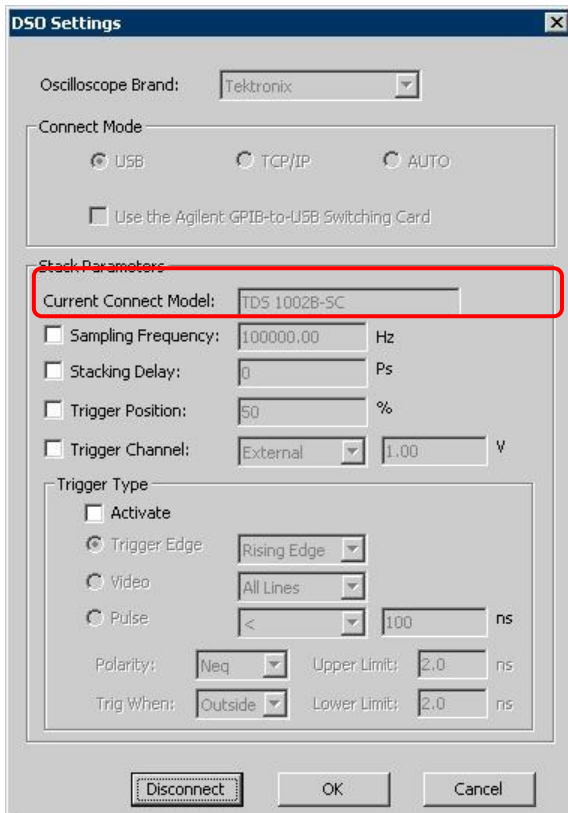 DSO Settings
Oscilloscope Brand: Tektronix
Connect Mode
USB TCP/IP AUTO
Use the Agilent GPIB-to-USB Switching Card
Stack Parameters
Current Connect Model: TDS 1002B-SC
Sampling Frequency: 100000.00 Hz
Stacking Delay: 0 Ps
Trigger Position: 50 %
Trigger Channel: External 1.00 V
Trigger Type
Activate
Trigger Edge Rising Edge
Video All Lines
Pulse < 100 ns
Polarity: Neq Upper Limit: 2.0 ns
Trig When: Outside Lower Limit: 2.0 ns
Disconnect OK Cancel